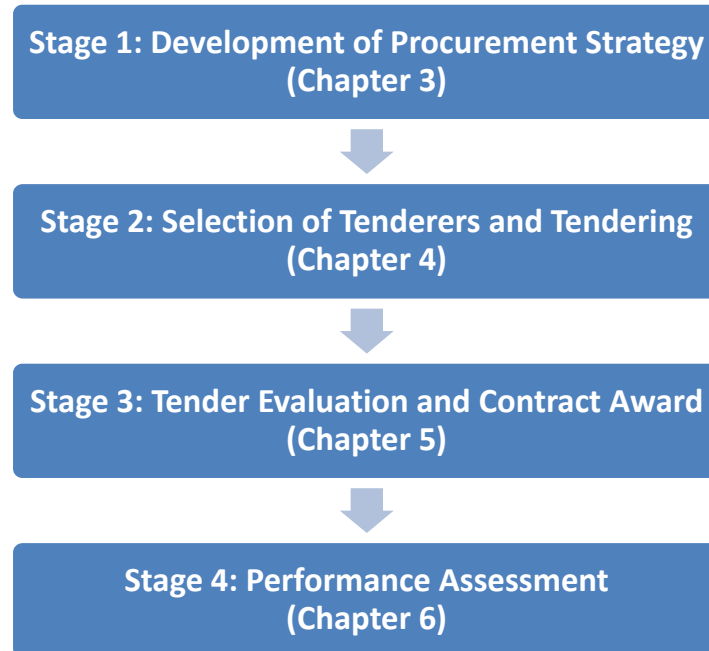 Stage 1: Development of Procurement Strategy
(Chapter 3)
Stage 2: Selection of Tenderers and Tendering
(Chapter 4)
Stage 3: Tender Evaluation and Contract Award
(Chapter 5)
Stage 4: Performance Assessment
(Chapter 6)